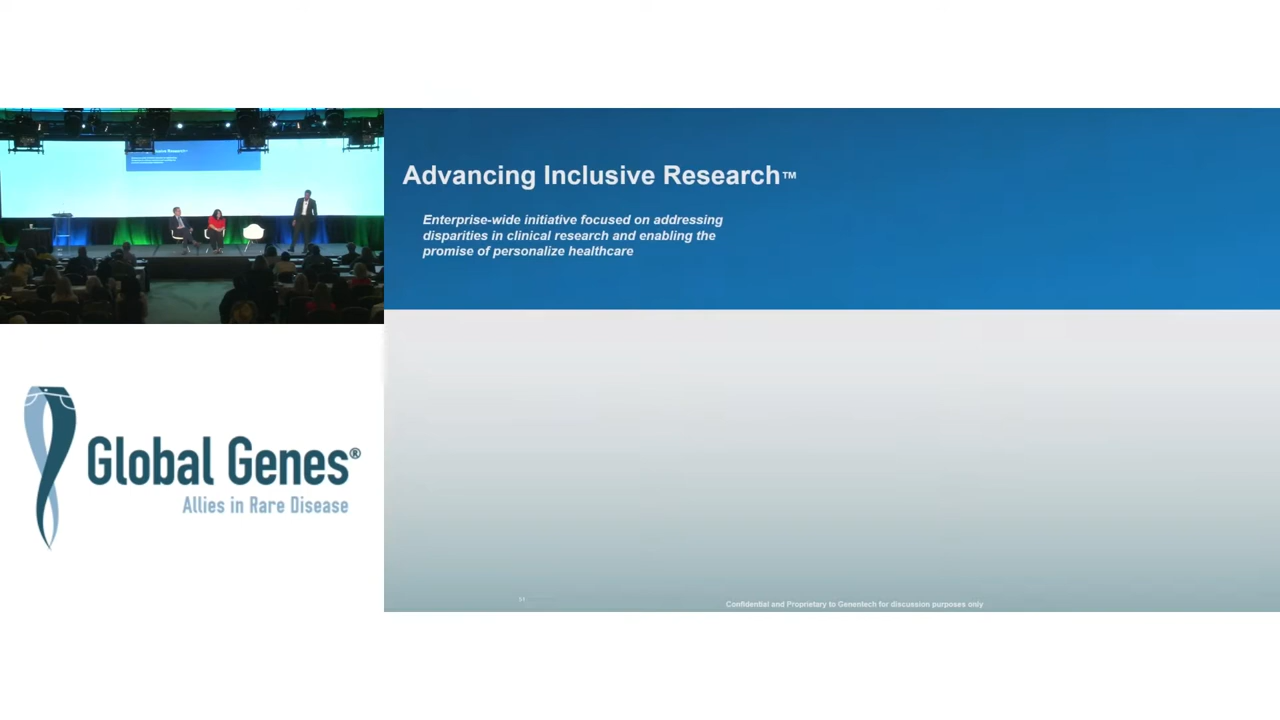 Advancing Inclusive Research™
Enterprise-wide initiative focused on addressing
disparities in clinical research and enabling the
promise of personalize healthcare
Global Genes®
Allies in Rare Disease
Confidential and Proprietary to Genentech for discussion purposes only